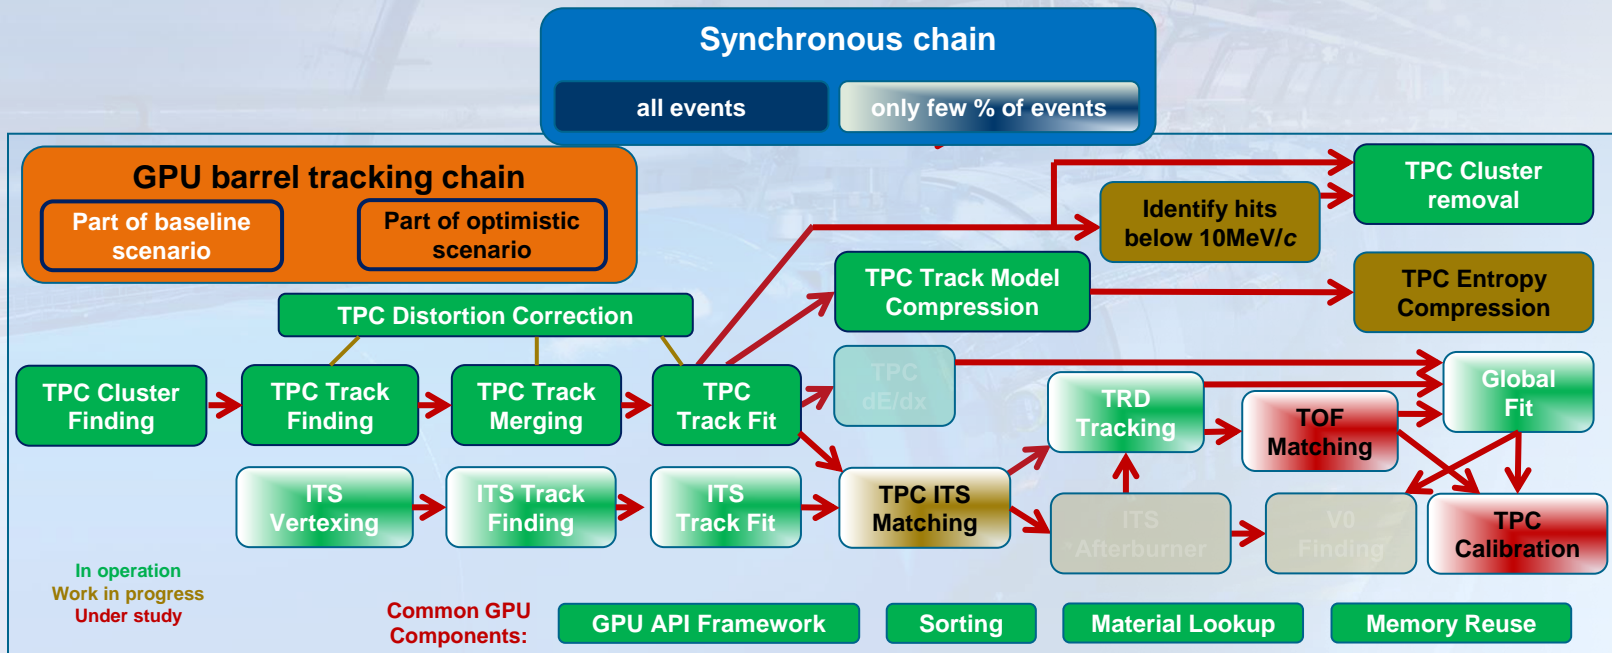 Synchronous chain
all events
only few % of events
GPU barrel tracking chain
Part of baseline
scenario
Part of optimistic
scenario
TPC Cluster
removal
Identify hits
below 10MeV/c
TPC Track Model
Compression
TPC Entropy
Compression
TPC Distortion Correction
TPC Cluster
Finding
TPC Track
Finding
TPC Track
Merging
TPC
Track Fit
TPC
dE/dx
TRD
Tracking
TOF
Matching
Global
Fit
ITS
Vertexing
ITS Track
Finding
ITS
Track Fit
TPC ITS
Matching
ITS
Afterburner
V0
Finding
TPC
Calibration
In operation
Work in progress
Under study
Common GPU
Components:
GPU API Framework
Sorting
Material Lookup
Memory Reuse